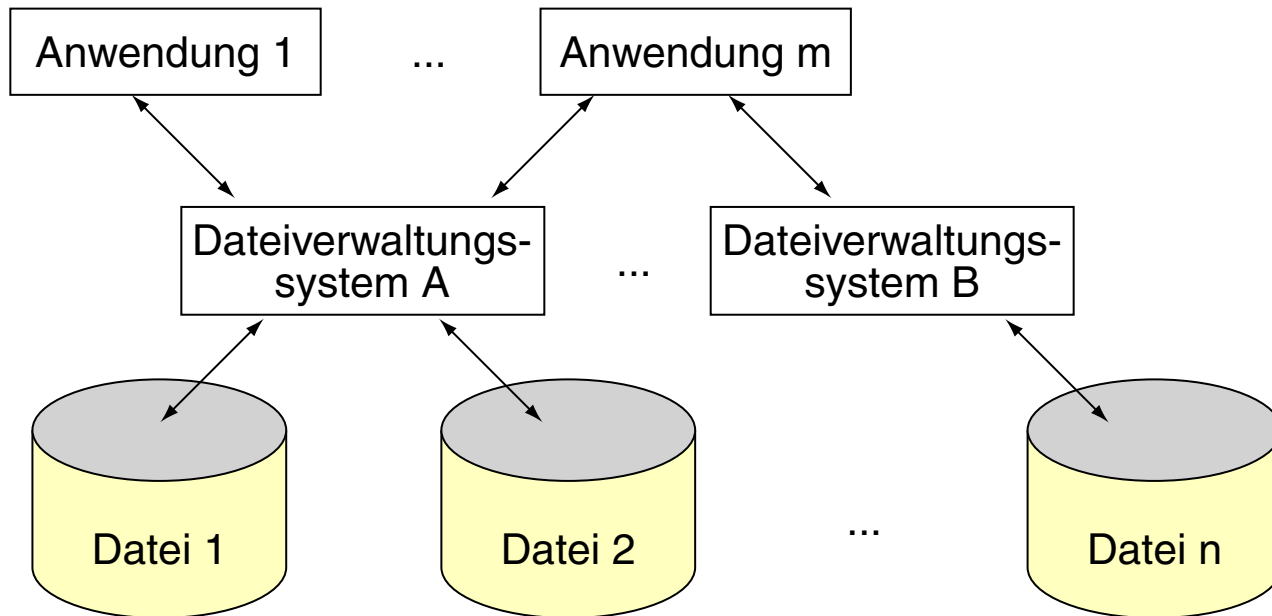 Anwendung 1 ... Anwendung m
Dateiverwaltungs-
system A
...
Dateiverwaltungs-
system B
Datei 1 Datei 2 ... Datei n